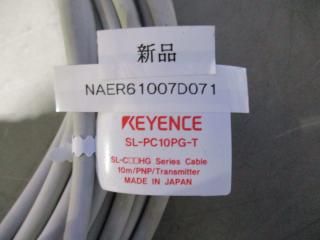 新品
NAER61007D071
KEYENCE
SL-PC10PG-T
SL-C□□HG Series Cable
10m/PNP/Transmitter
MADE IN JAPAN